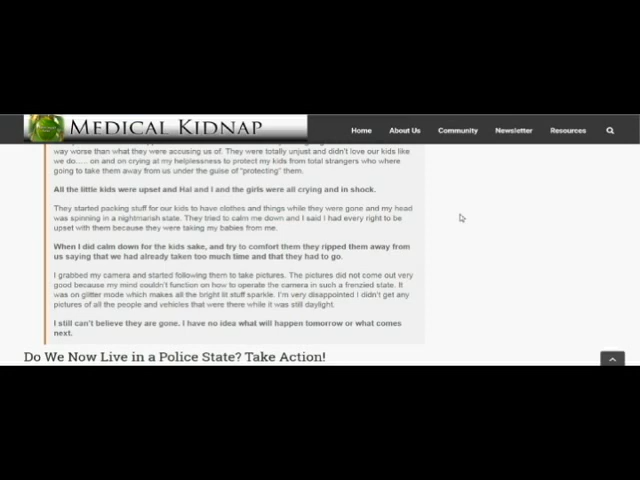 MEDICAL KIDNAP
Home About Us Community Newsletter Resources
way worse than what they were accusing us of. They were totally unjust and didn't love our kids like
we do..... on and on crying at my helplessness to protect my kids from total strangers who where
going to take them away from us under the guise of "protecting" them.
All the little kids were upset and Hal and I and the girls were all crying and in shock.
They started packing stuff for our kids to have clothes and things while they were gone and my head
was spinning in a nightmarish state. They tried to calm me down and I said I had every right to be
upset with them because they were taking my babies from me.
When I did calm down for the kids sake, and try to comfort them they ripped them away from
us saying that we had already taken too much time and that they had to go.
I grabbed my camera and started following them to take pictures. The pictures did not come out very
good because my mind couldn't function on how to operate the camera in such a frenzied state. It
was on glitter mode which makes all the bright lit stuff sparkle. I'm very disappointed I didn't get any
pictures of all the people and vehicles that were there while it was still daylight.
I still can't believe they are gone. I have no idea what will happen tomorrow or what comes
next.
Do We Now Live in a Police State? Take Action!